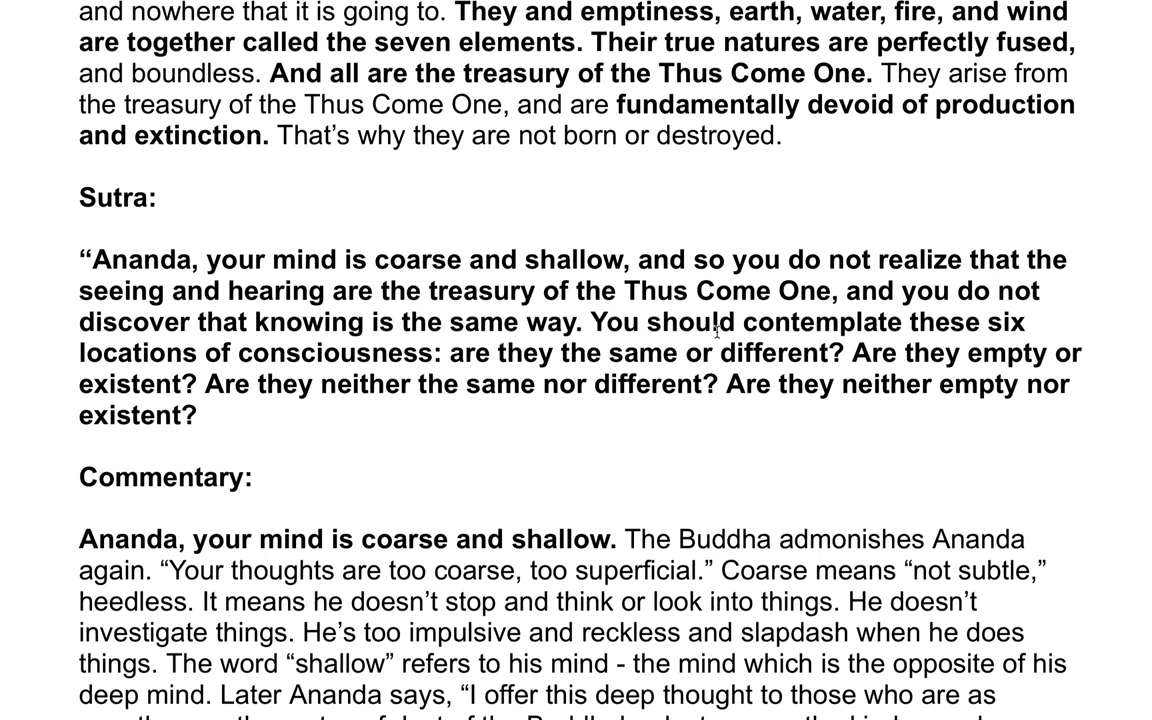 and nowhere that it is going to. They and emptiness, earth, water, fire, and wind
are together called the seven elements. Their true natures are perfectly fused,
and boundless. And all are the treasury of the Thus Come One. They arise from
the treasury of the Thus Come One, and are fundamentally devoid of production
and extinction. That’s why they are not born or destroyed.
Sutra:
“Ananda, your mind is coarse and shallow, and so you do not realize that the
seeing and hearing are the treasury of the Thus Come One, and you do not
discover that knowing is the same way. You should contemplate these six
locations of consciousness: are they the same or different? Are they empty or
existent? Are they neither the same nor different? Are they neither empty nor
existent?
Commentary:
Ananda, your mind is coarse and shallow. The Buddha admonishes Ananda
again. “Your thoughts are too coarse, too superficial.” Coarse means “not subtle,”
heedless. It means he doesn’t stop and think or look into things. He doesn’t
investigate things. He’s too impulsive and reckless and slapdash when he does
things. The word “shallow” refers to his mind - the mind which is the opposite of his
deep mind. Later Ananda says, “I offer this deep thought to those who are as